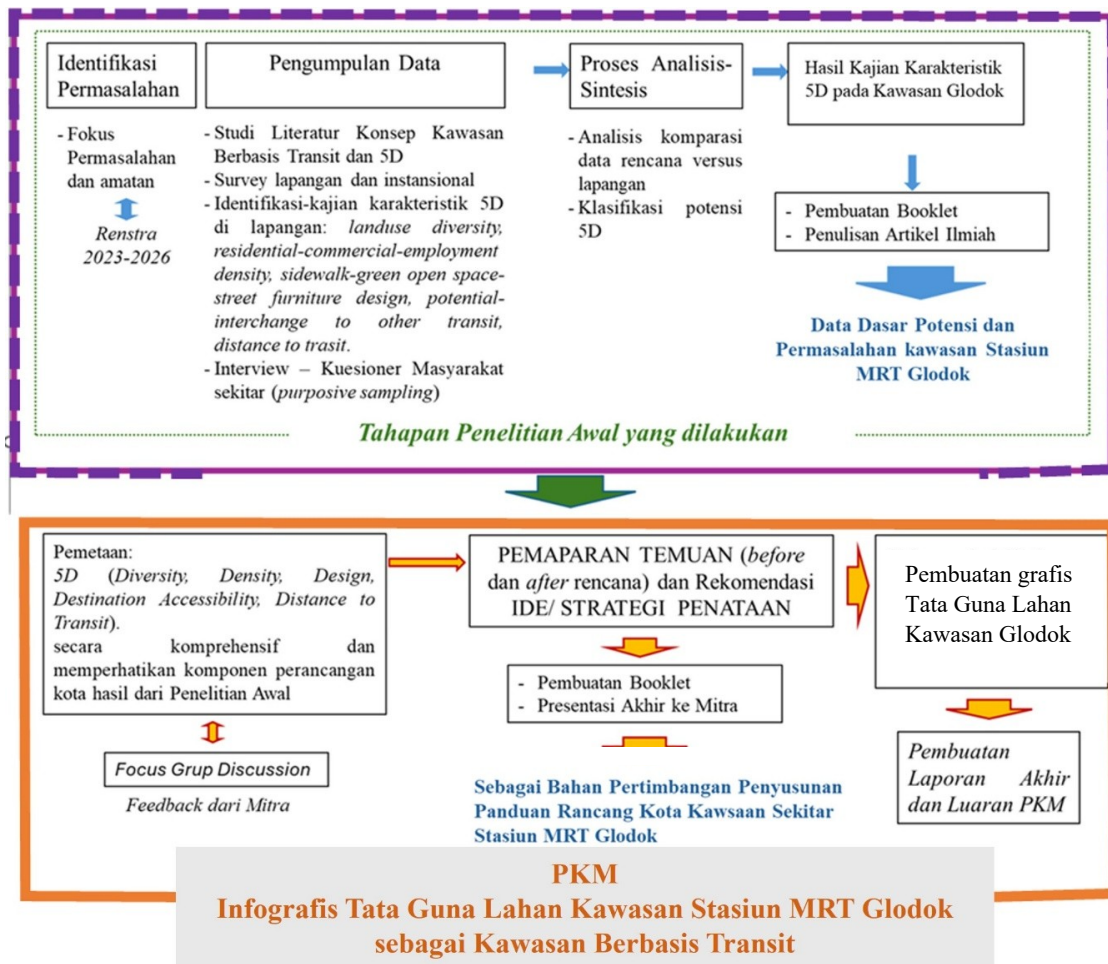 Identifikasi
Permasalahan
- Fokus
Permasalahan
dan amatan
Renstra
2023-2026
Pengumpulan Data
- Studi Literatur Konsep Kawasan
Berbasis Transit dan 5D
- Survey lapangan dan instansional
- Identifikasi-kajian karakteristik 5D
di lapangan: landuse diversity,
residential-commercial-employment
density, sidewalk-green open space-
street furniture design, potential-
interchange to other transit,
distance to trasit.
- Interview – Kuesioner Masyarakat
sekitar (purposive sampling)
Proses Analisis-
Sintesis
- Analisis komparasi
data rencana versus
lapangan
- Klasifikasi potensi
5D
Hasil Kajian Karakteristik
5D pada Kawasan Glodok
- Pembuatan Booklet
- Penulisan Artikel Ilmiah
Data Dasar Potensi dan
Permasalahan kawasan Stasiun
MRT Glodok
Tahapan Penelitian Awal yang dilakukan
Pemetaan:
5D (Diversity, Density, Design,
Destination Accessibility, Distance to
Transit).
secara komprehensif dan
memperhatikan komponen perancangan
kota hasil dari Penelitian Awal
Focus Grup Discussion
Feedback dari Mitra
PEMAPARAN TEMUAN (before
dan after rencana) dan Rekomendasi
IDE/ STRATEGI PENATAAN
- Pembuatan Booklet
- Presentasi Akhir ke Mitra
Sebagai Bahan Pertimbangan Penyusunan
Panduan Rancang Kota Kawsaan Sekitar
Stasiun MRT Glodok
Pembuatan grafis
Tata Guna Lahan
Kawasan Glodok
Pembuatan
Laporan Akhir
dan Luaran PKM
PKM
Infografis Tata Guna Lahan Kawasan Stasiun MRT Glodok
sebagai Kawasan Berbasis Transit